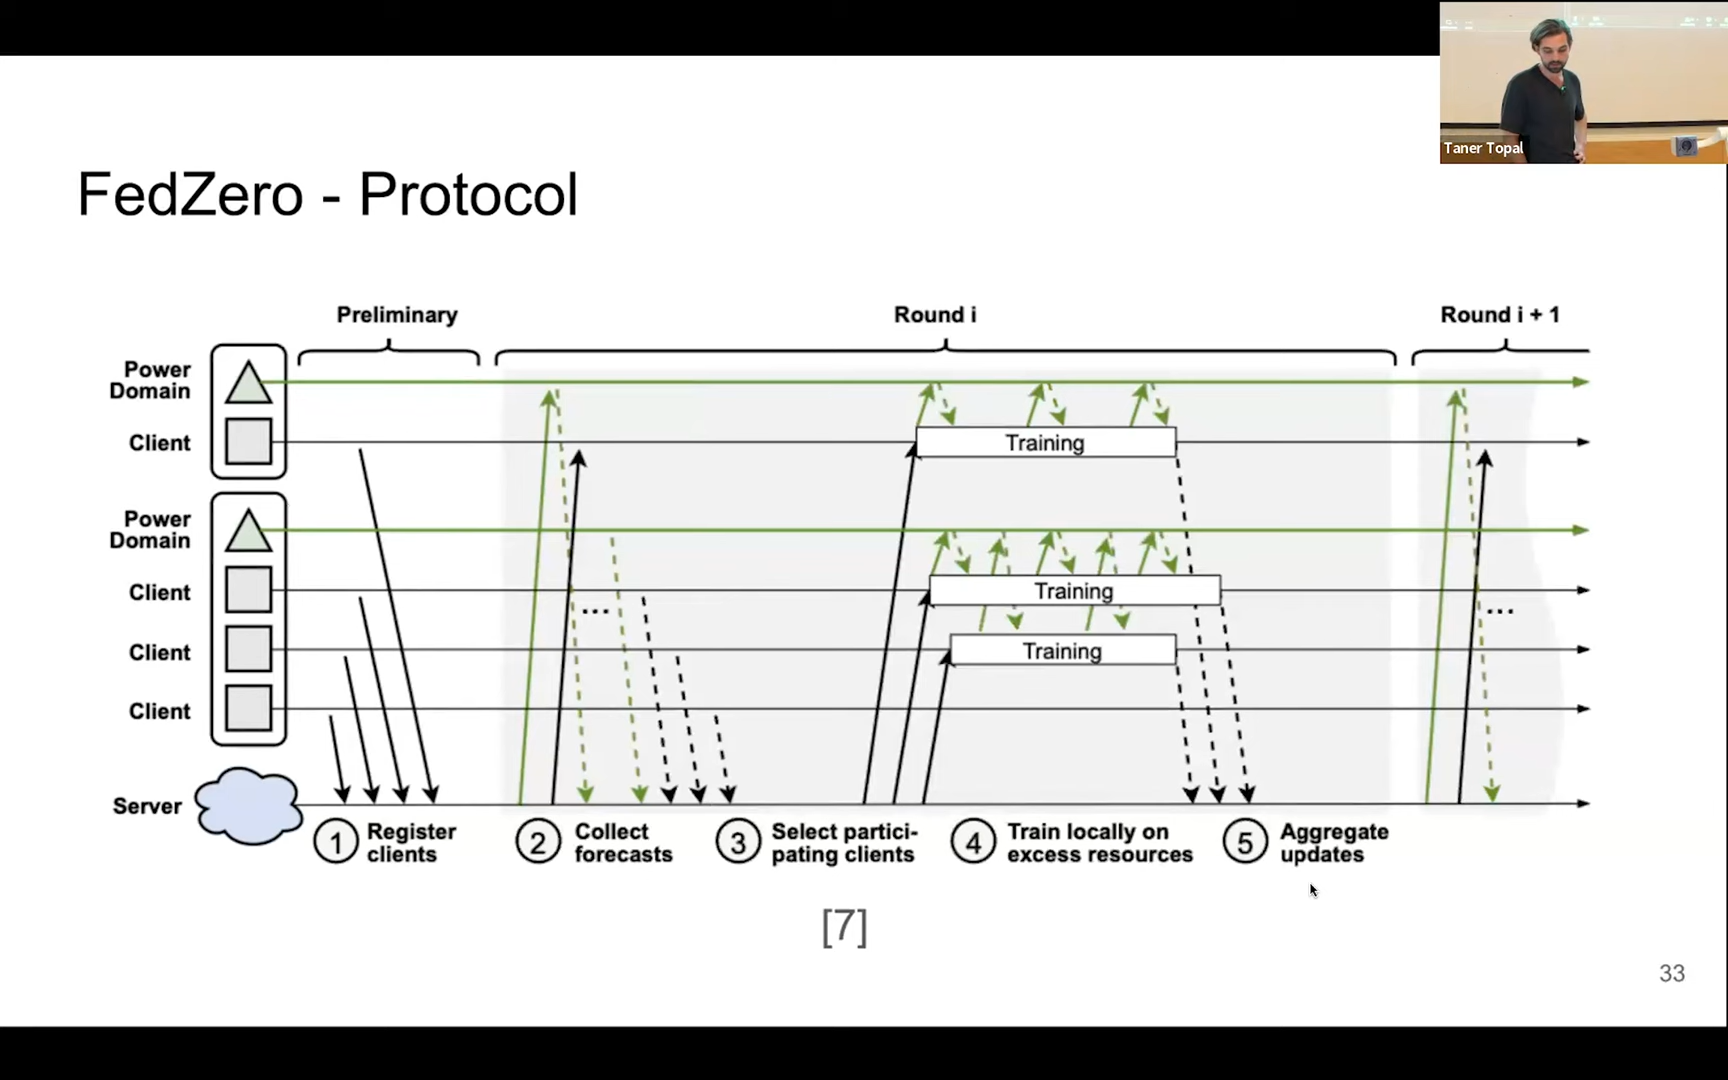 Taner Topal
FedZero - Protocol
Preliminary
Round i
Round i + 1
Power
Domain
Client
Training
Power
Domain
Client
...
Training
...
Client
Training
Client
Server
1 Register
clients
2 Collect
forecasts
3 Select partici-
pating clients
4 Train locally on
excess resources
5 Aggregate
updates
[7]
33